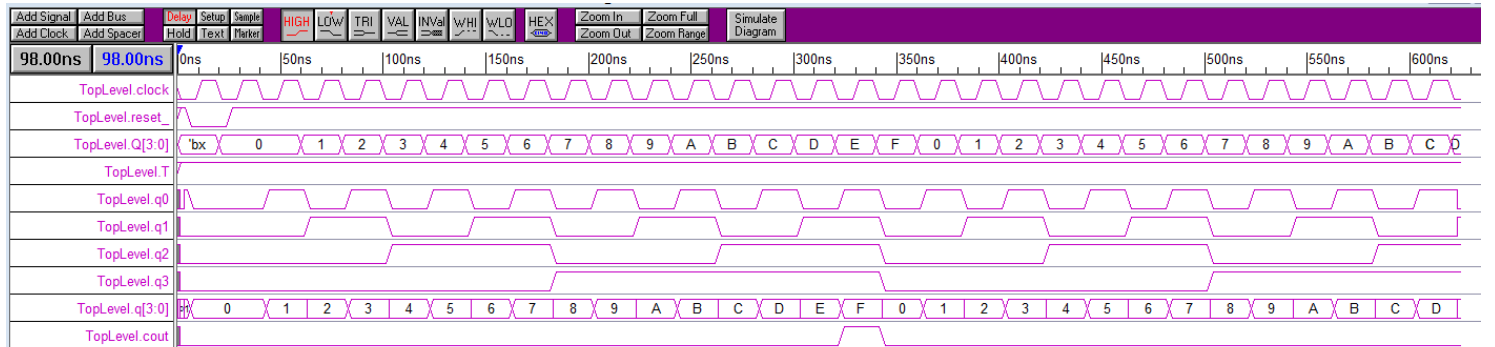 Add Signal Add Bus Delay Setup Sample HIGH LOW TRI VAL INVal WHI WLO HEX Zoom In Zoom Full Simulate
Add Clock Add Spacer Hold Text Marker Zoom Out Zoom Range Diagram
98.00ns 98.00ns 0ns 50ns 100ns 150ns 200ns 250ns 300ns 350ns 400ns 450ns 500ns 550ns 600ns
TopLevel.clock
TopLevel.reset_
TopLevel.Q[3:0] 'bx 0 1 2 3 4 5 6 7 8 9 A B C D E F 0 1 2 3 4 5 6 7 8 9 A B C D
TopLevel.T
TopLevel.q0
TopLevel.q1
TopLevel.q2
TopLevel.q3
TopLevel.q[3:0] 0 1 2 3 4 5 6 7 8 9 A B C D E F 0 1 2 3 4 5 6 7 8 9 A B C D
TopLevel.cout